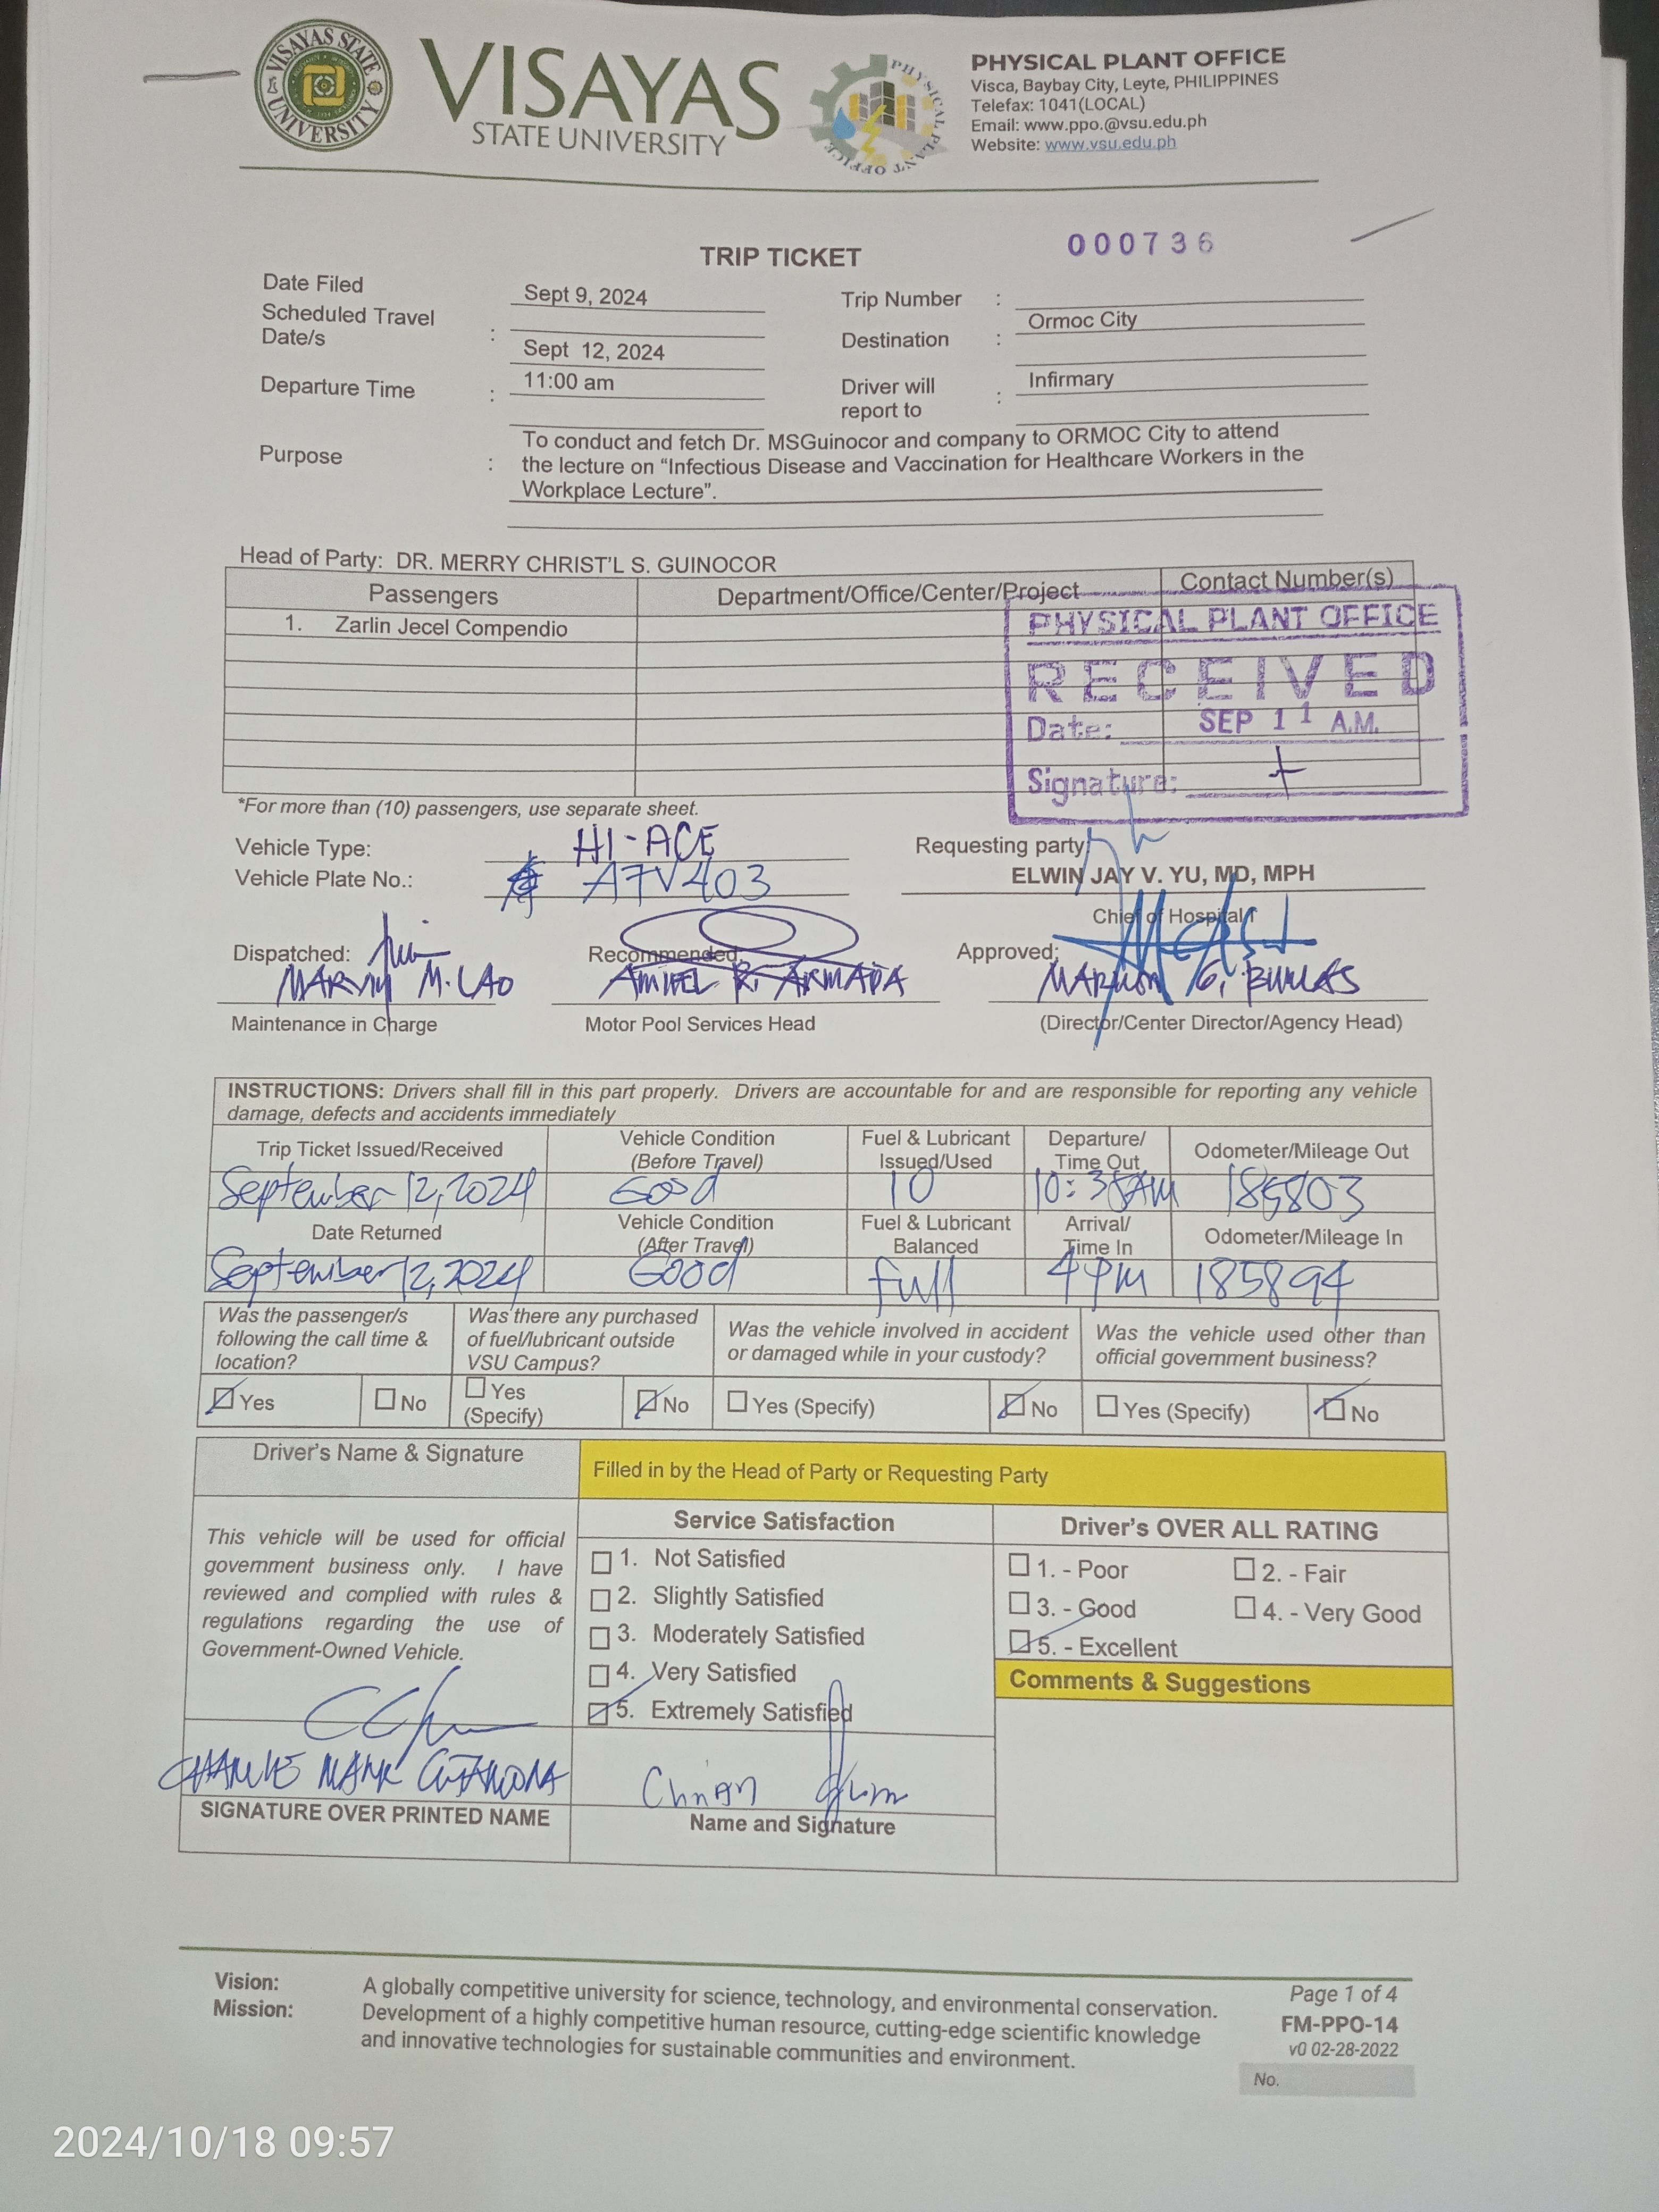 VISAYAS STATE UNIVERSITY
VISAYAS
STATE UNIVERSITY
PHYSICAL PLANT OFFICE
PHYSICAL PLANT OFFICE
Visca, Baybay City, Leyte, PHILIPPINES
Telefax: 1041(LOCAL)
Email: www.ppo.@vsu.edu.ph
Website: www.vsu.edu.ph
000736
TRIP TICKET
Date Filed Sept 9, 2024 Trip Number :
Scheduled Travel Date/s : Sept 12, 2024 Destination : Ormoc City
Departure Time : 11:00 am Driver will report to : Infirmary
Purpose : To conduct and fetch Dr. MSGuinocor and company to ORMOC City to attend
the lecture on “Infectious Disease and Vaccination for Healthcare Workers in the
Workplace Lecture”.
Head of Party: DR. MERRY CHRIST'L S. GUINOCOR
Passengers Department/Office/Center/Project Contact Number(s)
1. Zarlin Jecel Compendio
PHYSICAL PLANT OFFICE
RECEIVED
Date: SEP 11 A.M.
Signature:
*For more than (10) passengers, use separate sheet.
Vehicle Type: HI-ACE Requesting party:
Vehicle Plate No.: A7V403 ELWIN JAY V. YU, MD, MPH
Chief of Hospital I
Dispatched: Recommended: Approved:
MARVIN M. LAO R. ARMADA MARLON G.
Maintenance in Charge Motor Pool Services Head (Director/Center Director/Agency Head)
INSTRUCTIONS: Drivers shall fill in this part properly. Drivers are accountable for and are responsible for reporting any vehicle
damage, defects and accidents immediately
Trip Ticket Issued/Received Vehicle Condition (Before Travel) Fuel & Lubricant Issued/Used Departure/ Time Out Odometer/Mileage Out
September 12, 2024 Good 10 10:38AM 185803
Date Returned Vehicle Condition (After Travel) Fuel & Lubricant Balanced Arrival/ Time In Odometer/Mileage In
September 12, 2024 Good full 4pm 185894
Was the passenger/s following the call time & location? Was there any purchased of fuel/lubricant outside VSU Campus? Was the vehicle involved in accident or damaged while in your custody? Was the vehicle used other than official government business?
Yes No Yes (Specify) No Yes (Specify) No Yes (Specify) No
Driver's Name & Signature
Filled in by the Head of Party or Requesting Party
This vehicle will be used for official
government business only. I have
reviewed and complied with rules &
regulations regarding the use of
Government-Owned Vehicle.
MARK
SIGNATURE OVER PRINTED NAME
Service Satisfaction
1. Not Satisfied
2. Slightly Satisfied
3. Moderately Satisfied
4. Very Satisfied
5. Extremely Satisfied
Name and Signature
Driver's OVER ALL RATING
1. - Poor 2. - Fair
3. - Good 4. - Very Good
5. - Excellent
Comments & Suggestions
Vision: A globally competitive university for science, technology, and environmental conservation.
Mission: Development of a highly competitive human resource, cutting-edge scientific knowledge
and innovative technologies for sustainable communities and environment.
Page 1 of 4
FM-PPO-14
v0 02-28-2022
No.
2024/10/18 09:57